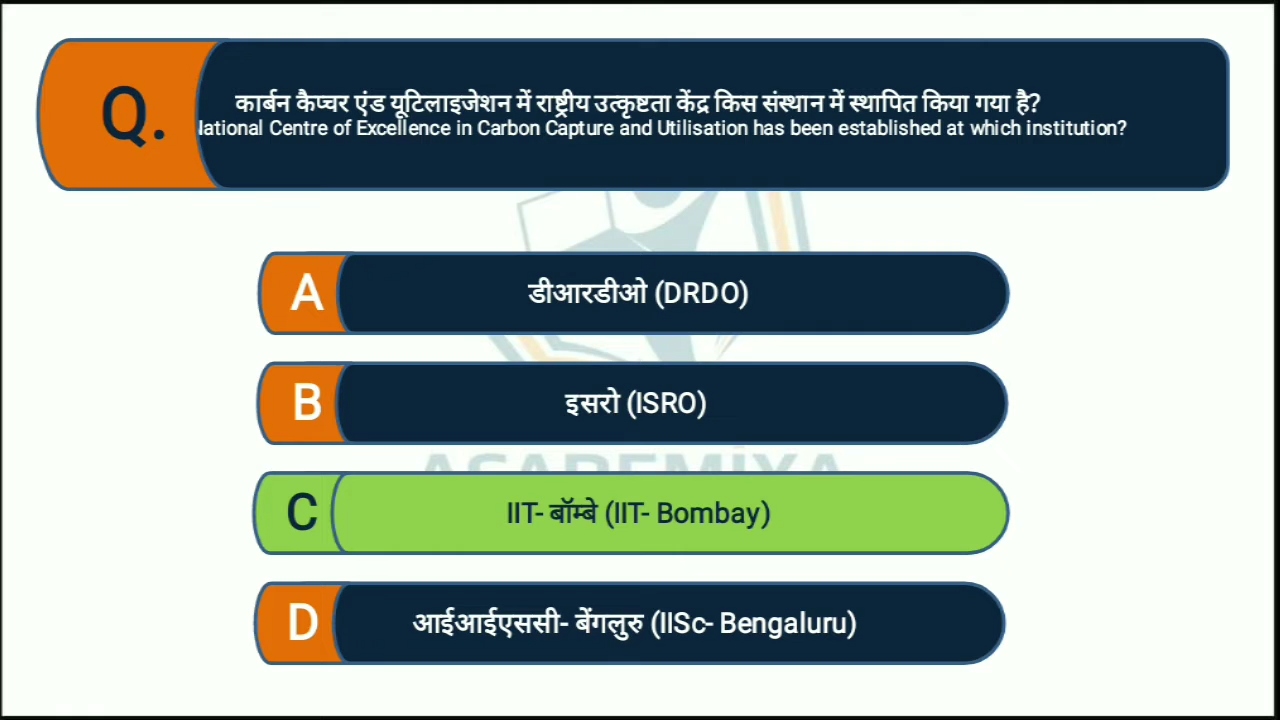 Q.
कार्बन कैप्चर एंड यूटिलाइजेशन में राष्ट्रीय उत्कृष्टता केंद्र किस संस्थान में स्थापित किया गया है?
National Centre of Excellence in Carbon Capture and Utilisation has been established at which institution?
A डीआरडीओ (DRDO)
B इसरो (ISRO)
C IIT- बॉम्बे (IIT- Bombay)
D आईआईएससी- बेंगलुरु (IISc- Bengaluru)